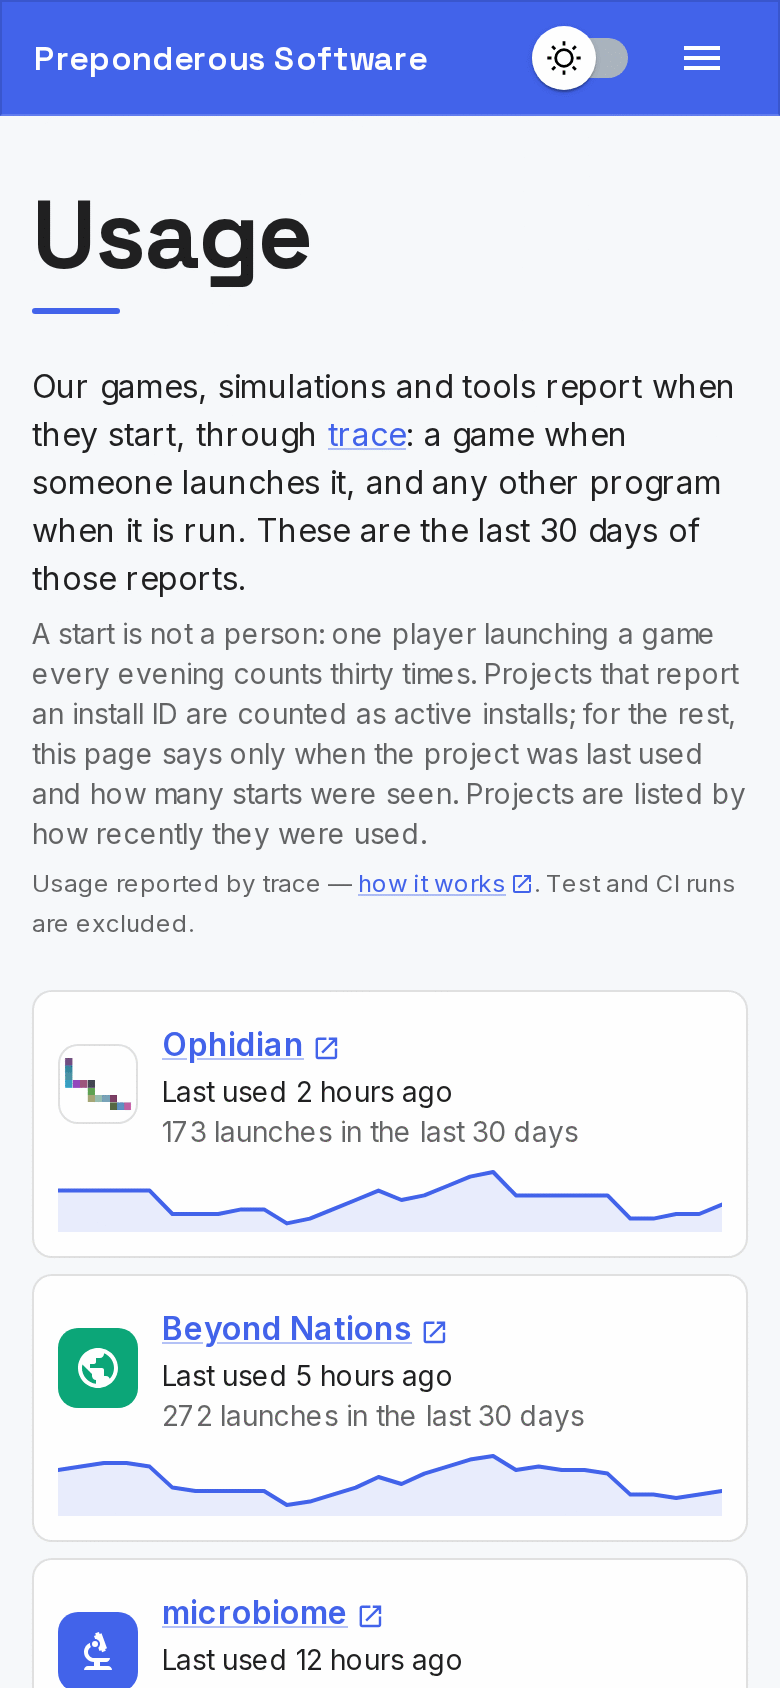 Preponderous Software
Usage
Our games, simulations and tools report when
they start, through trace: a game when
someone launches it, and any other program
when it is run. These are the last 30 days of
those reports.
A start is not a person: one player launching a game
every evening counts thirty times. Projects that report
an install ID are counted as active installs; for the rest,
this page says only when the project was last used
and how many starts were seen. Projects are listed by
how recently they were used.
Usage reported by trace — how it works. Test and CI runs
are excluded.
Ophidian
Last used 2 hours ago
173 launches in the last 30 days
Beyond Nations
Last used 5 hours ago
272 launches in the last 30 days
microbiome
Last used 12 hours ago